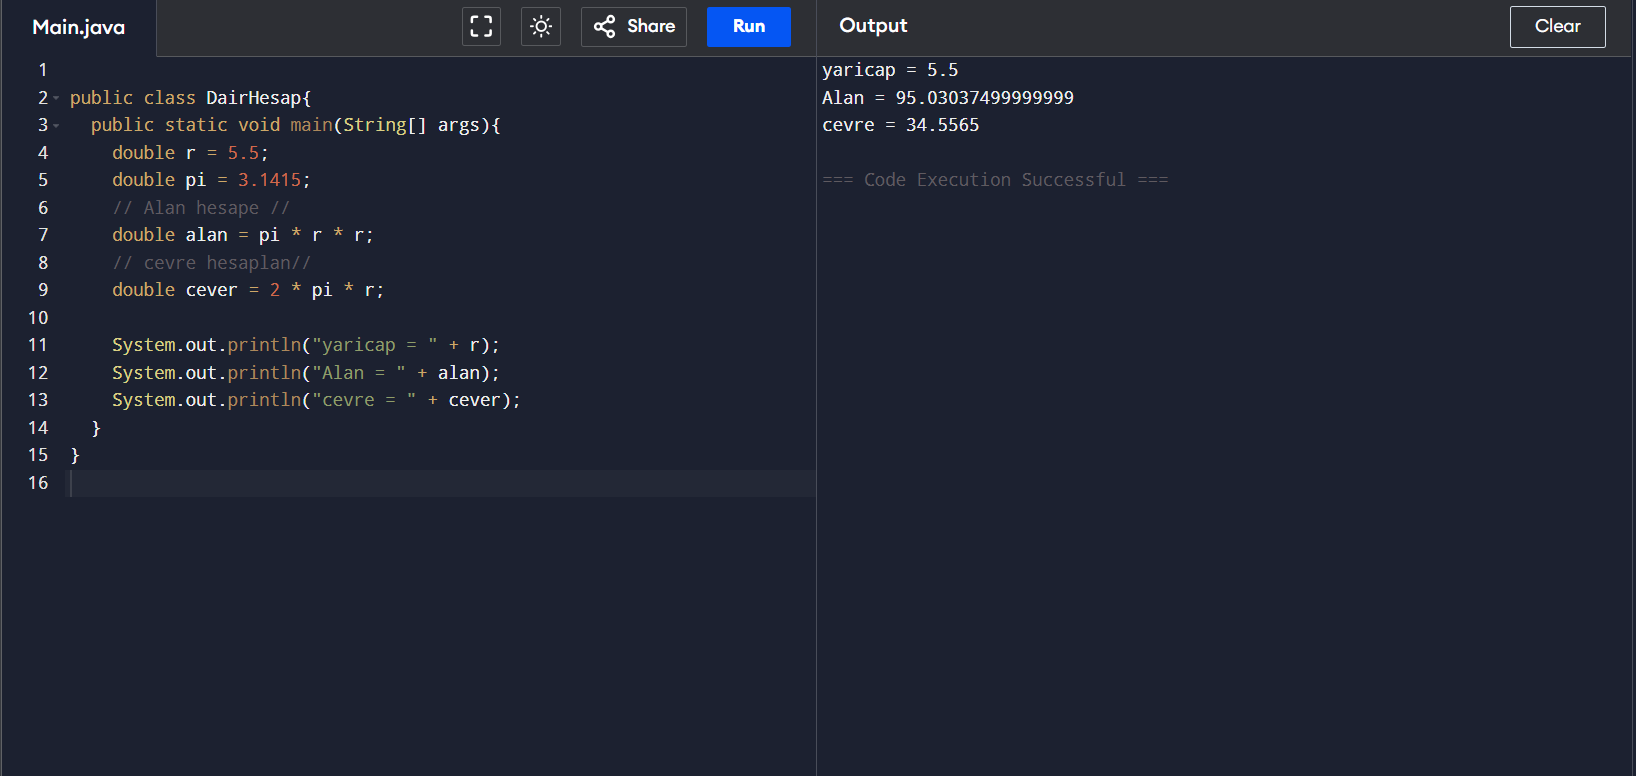 Main.java
Share
Run
Output
Clear
1
2 public class DairHesap{
3 public static void main(String[] args){
4 double r = 5.5;
5 double pi = 3.1415;
6 // Alan hesape //
7 double alan = pi * r * r;
8 // cevre hesaplan//
9 double cever = 2 * pi * r;
10
11 System.out.println("yaricap = " + r);
12 System.out.println("Alan = " + alan);
13 System.out.println("cevre = " + cever);
14 }
15 }
16
yaricap = 5.5
Alan = 95.03037499999999
cevre = 34.5565
=== Code Execution Successful ===